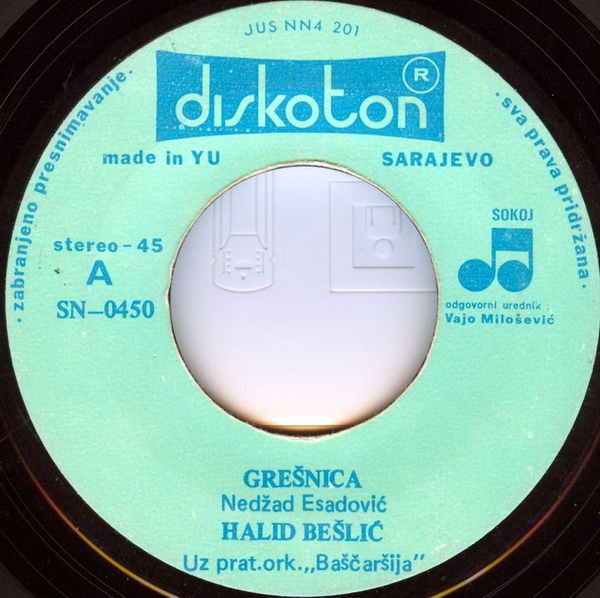 JUS NN4 201
diskoton ®
made in YU
SARAJEVO
· zabranjeno presnimavanje ·
· sva prava pridržana ·
stereo - 45
A
SN–0450
SOKOJ
odgovorni urednik :
Vajo Milošević
GREŠNICA
Nedžad Esadović
HALID BEŠLIĆ
Uz prat.ork.„Baščaršija"